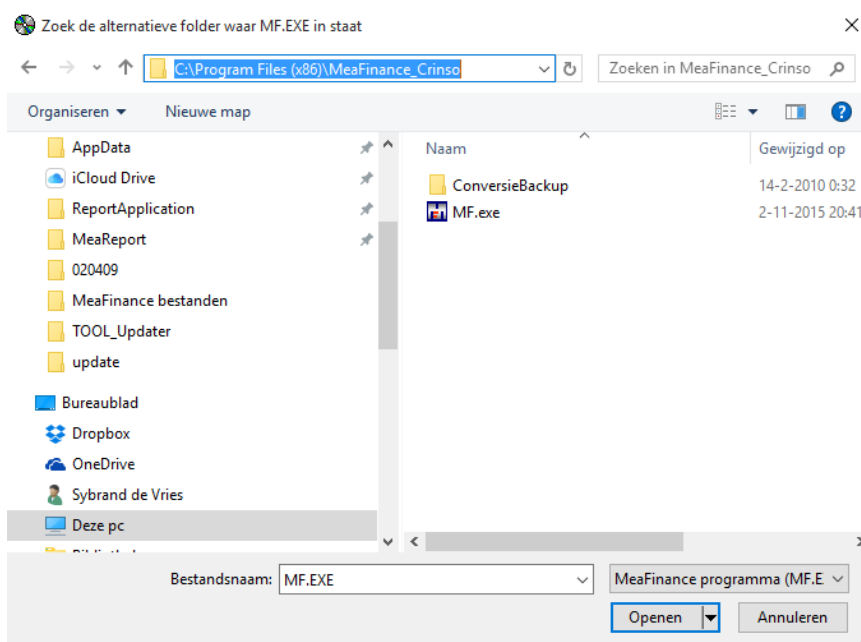 Zoek de alternatieve folder waar MF.EXE in staat
C:\Program Files (x86)\MeaFinance_Crinso
Zoeken in MeaFinance_Crinso
Organiseren
Nieuwe map
AppData
iCloud Drive
ReportApplication
MeaReport
020409
MeaFinance bestanden
TOOL_Updater
update
Bureaublad
Dropbox
OneDrive
Sybrand de Vries
Deze pc
Naam
Gewijzigd op
ConversieBackup
14-2-2010 0:32
MF.exe
2-11-2015 20:41
Bestandsnaam:
MF.EXE
MeaFinance programma (MF.E
Openen
Annuleren